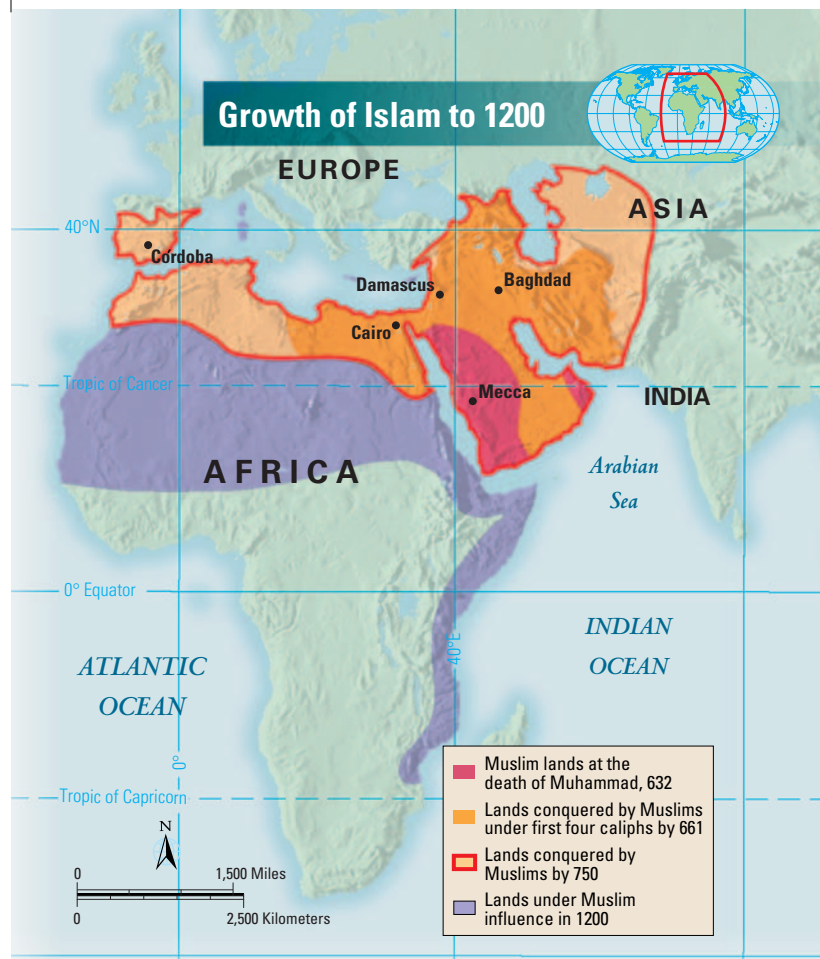 Growth of Islam to 1200
EUROPE
ASIA
40°N
Córdoba
Damascus
Baghdad
Cairo
Tropic of Cancer
Mecca
INDIA
AFRICA
Arabian
Sea
0° Equator
INDIAN
OCEAN
40°E
ATLANTIC
OCEAN
0°
Tropic of Capricorn
N
0 1,500 Miles
0 2,500 Kilometers
Muslim lands at the
death of Muhammad, 632
Lands conquered by Muslims
under first four caliphs by 661
Lands conquered by
Muslims by 750
Lands under Muslim
influence in 1200